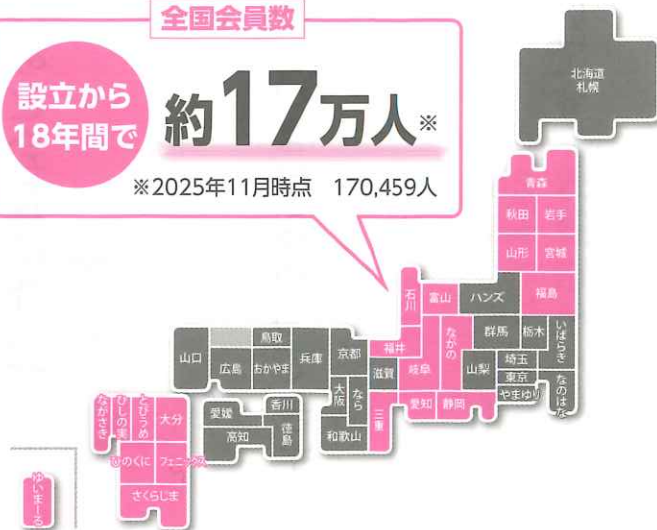 全国会員数
設立から
18年間で
約17万人※
※2025年11月時点 170,459人
北海道
札幌
青森
秋田
岩手
山形
宮城
石川
富山
ハンズ
福島
福井
ながの
群馬
栃木
いばらき
山口
鳥取
広島
おかやま
兵庫
京都
滋賀
岐阜
山梨
埼玉
東京
やまゆり
なのはな
大阪
なら
和歌山
三重
愛知
静岡
愛媛
香川
高知
徳島
ながさき
ひしの実
とびうめ
大分
ひのくに
フェニックス
さくらじま
ゆいまーる